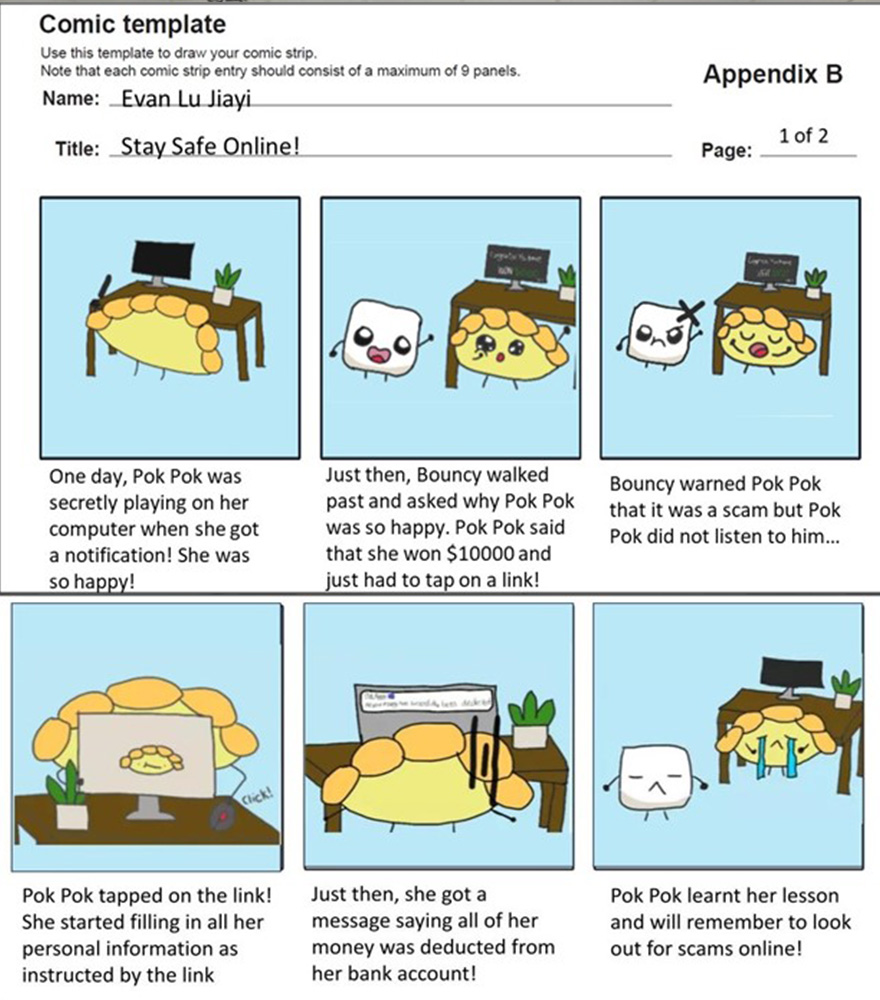 Comic template
Use this template to draw your comic strip.
Note that each comic strip entry should consist of a maximum of 9 panels.
Appendix B
Name: Evan Lu Jiayi
Title: Stay Safe Online!
Page: 1 of 2
One day, Pok Pok was
secretly playing on her
computer when she got
a notification! She was
so happy!
Just then, Bouncy walked
past and asked why Pok Pok
was so happy. Pok Pok said
that she won $10000 and
just had to tap on a link!
Bouncy warned Pok Pok
that it was a scam but Pok
Pok did not listen to him...
click!
Pok Pok tapped on the link!
She started filling in all her
personal information as
instructed by the link
Just then, she got a
message saying all of her
money was deducted from
her bank account!
Pok Pok learnt her lesson
and will remember to look
out for scams online!